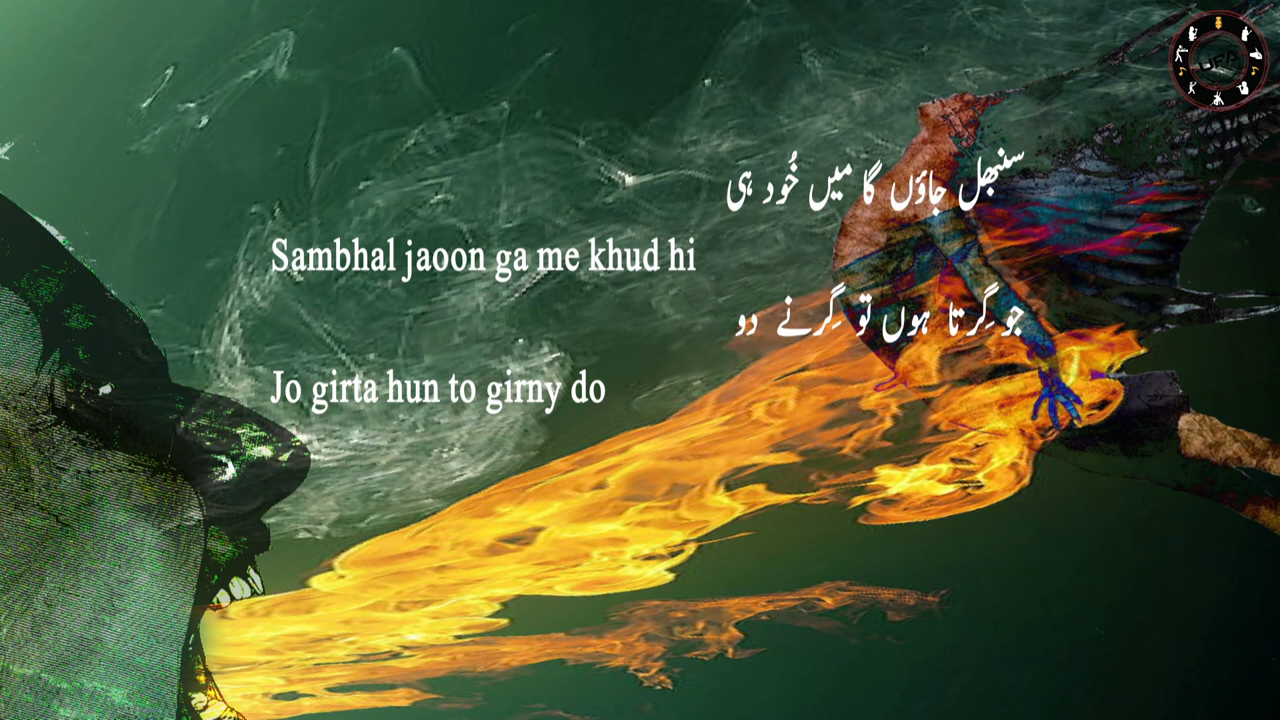 سنبھل جاؤں گا میں خُود ہی
Sambhal jaoon ga me khud hi
جو گِرتا ہوں تو گِرنے دو
Jo girta hun to girny do